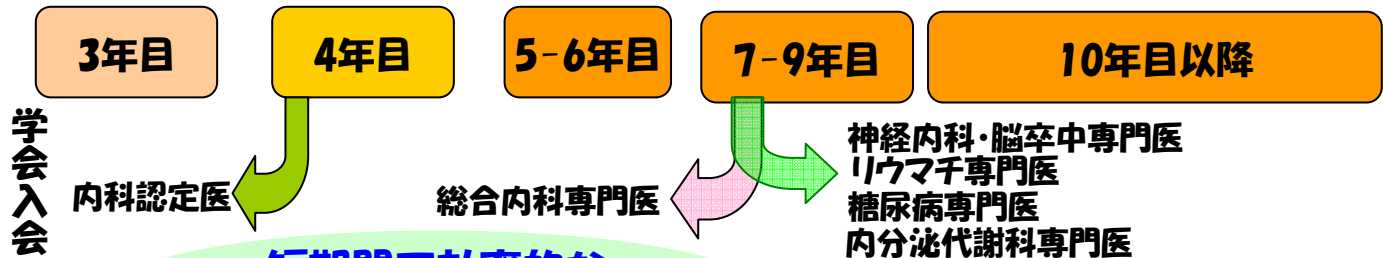 3年目
4年目
5-6年目
7-9年目
10年目以降
学会入会
内科認定医
総合内科専門医
神経内科・脳卒中専門医
リウマチ専門医
糖尿病専門医
内分泌代謝科専門医